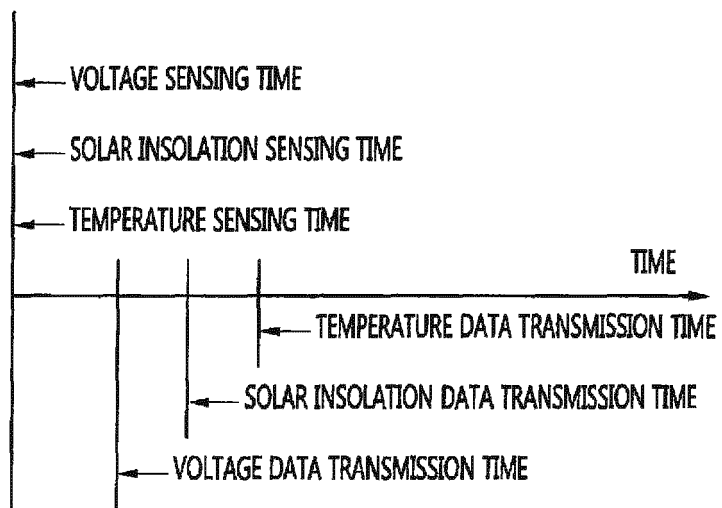 VOLTAGE SENSING TIME
SOLAR INSOLATION SENSING TIME
TEMPERATURE SENSING TIME
TIME
TEMPERATURE DATA TRANSMISSION TIME
SOLAR INSOLATION DATA TRANSMISSION TIME
VOLTAGE DATA TRANSMISSION TIME